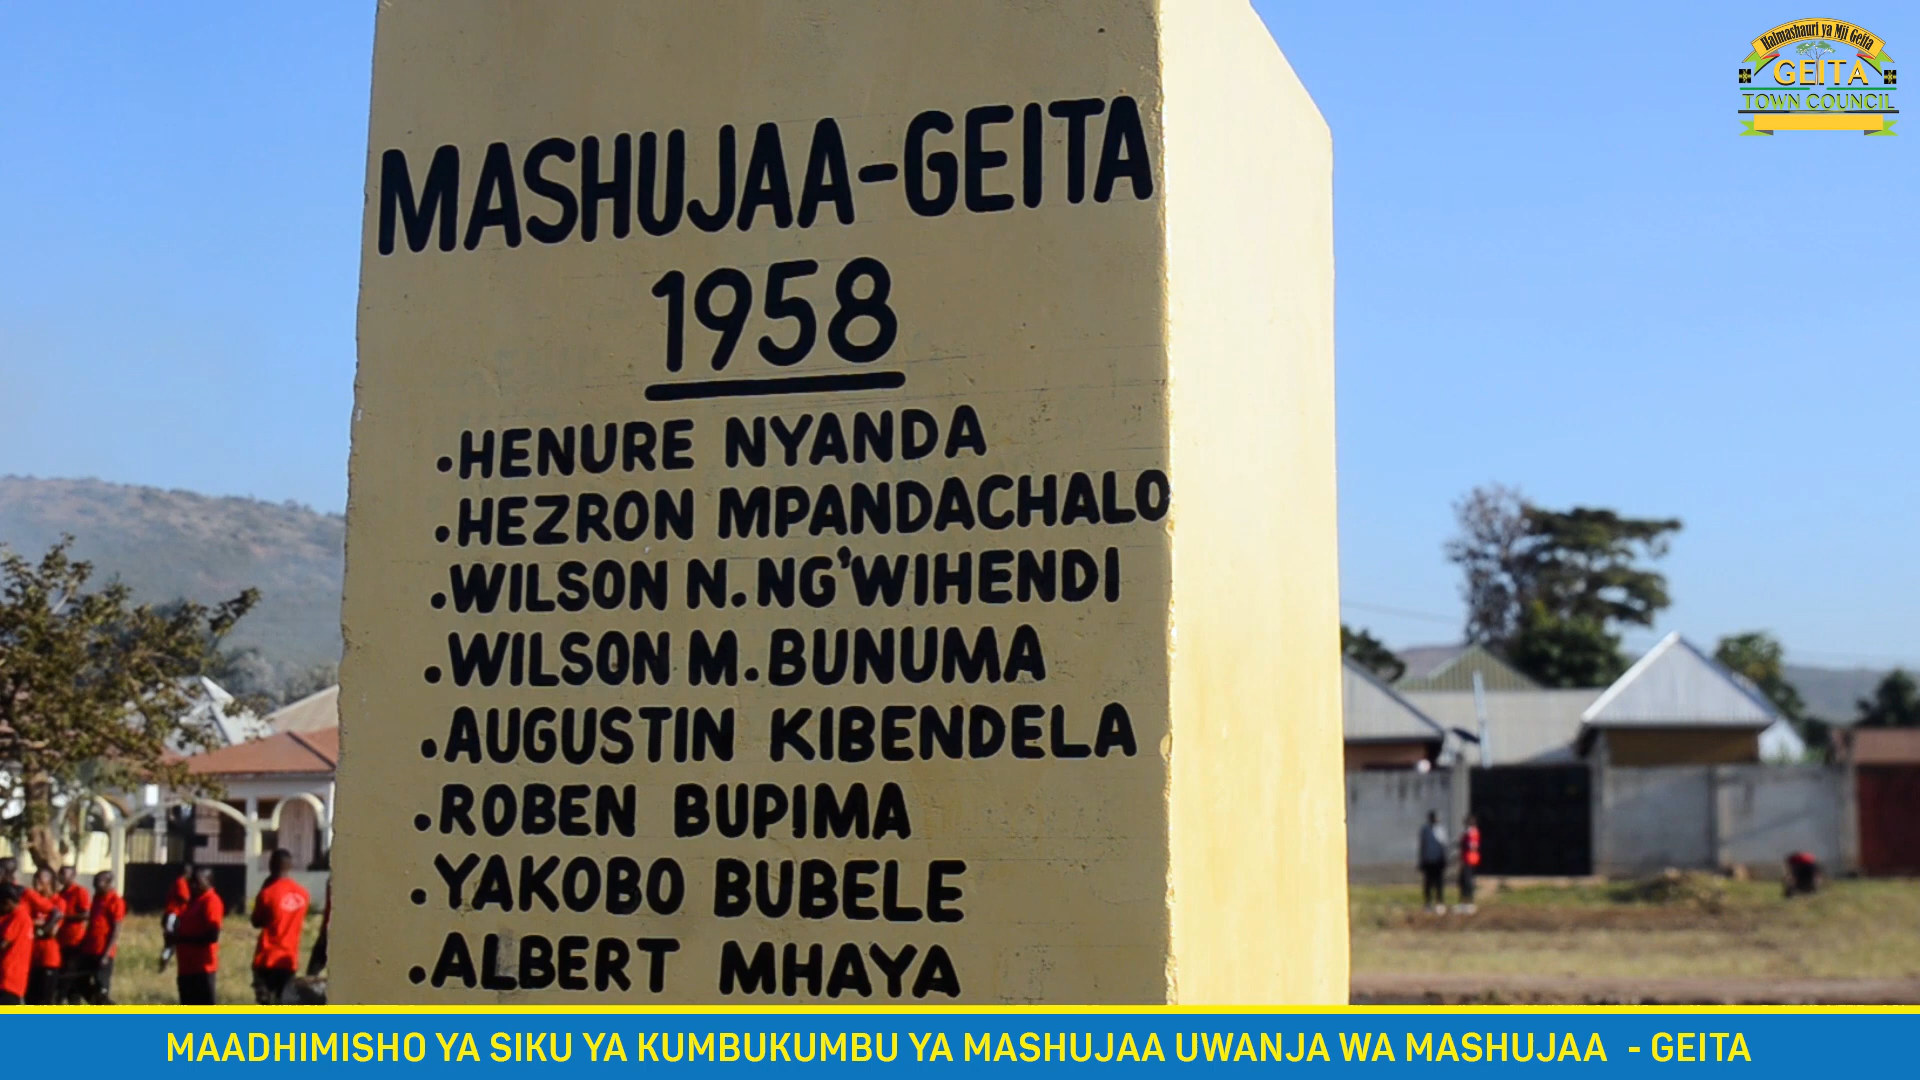 Halmashauri ya Mji Geita
GEITA
TOWN COUNCIL
MASHUJAA-GEITA
1958
.HENURE NYANDA
.HEZRON MPANDACHALO
.WILSON N. NG'WIHENDI
.WILSON M. BUNUMA
.AUGUSTIN KIBENDELA
.ROBEN BUPIMA
.YAKOBO BUBELE
.ALBERT MHAYA
MAADHIMISHO YA SIKU YA KUMBUKUMBU YA MASHUJAA UWANJA WA MASHUJAA - GEITA